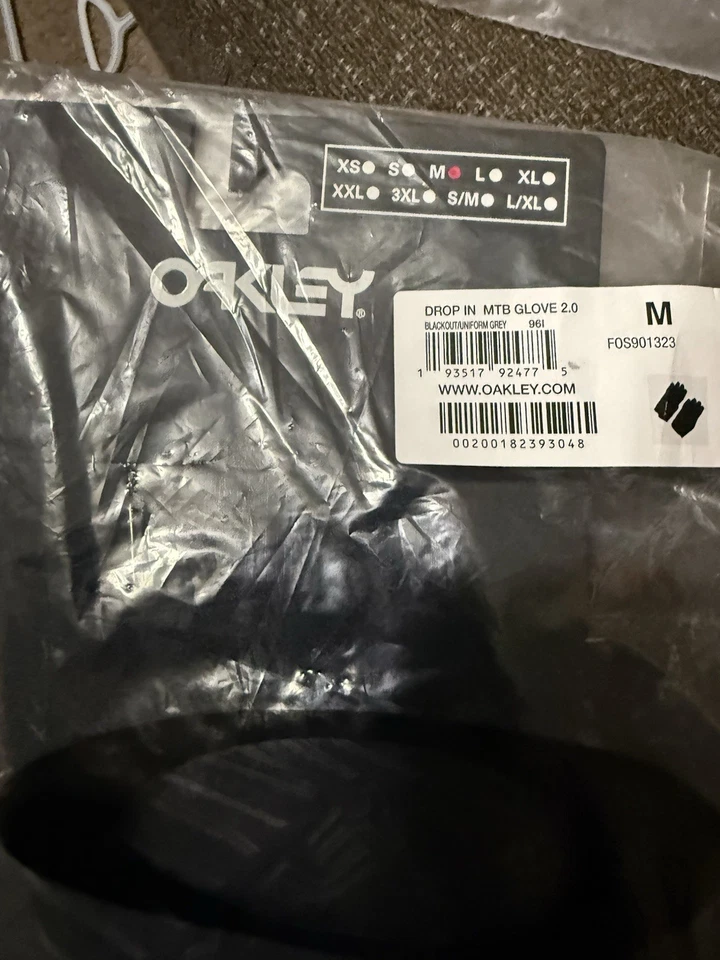 XS S M L XL
XXL 3XL S/M L/XL
OAKLEY®
DROP IN MTB GLOVE 2.0 M
BLACKOUT/UNIFORM GREY 96I
FOS901323
1 93517 92477 5
WWW.OAKLEY.COM
00200182393048